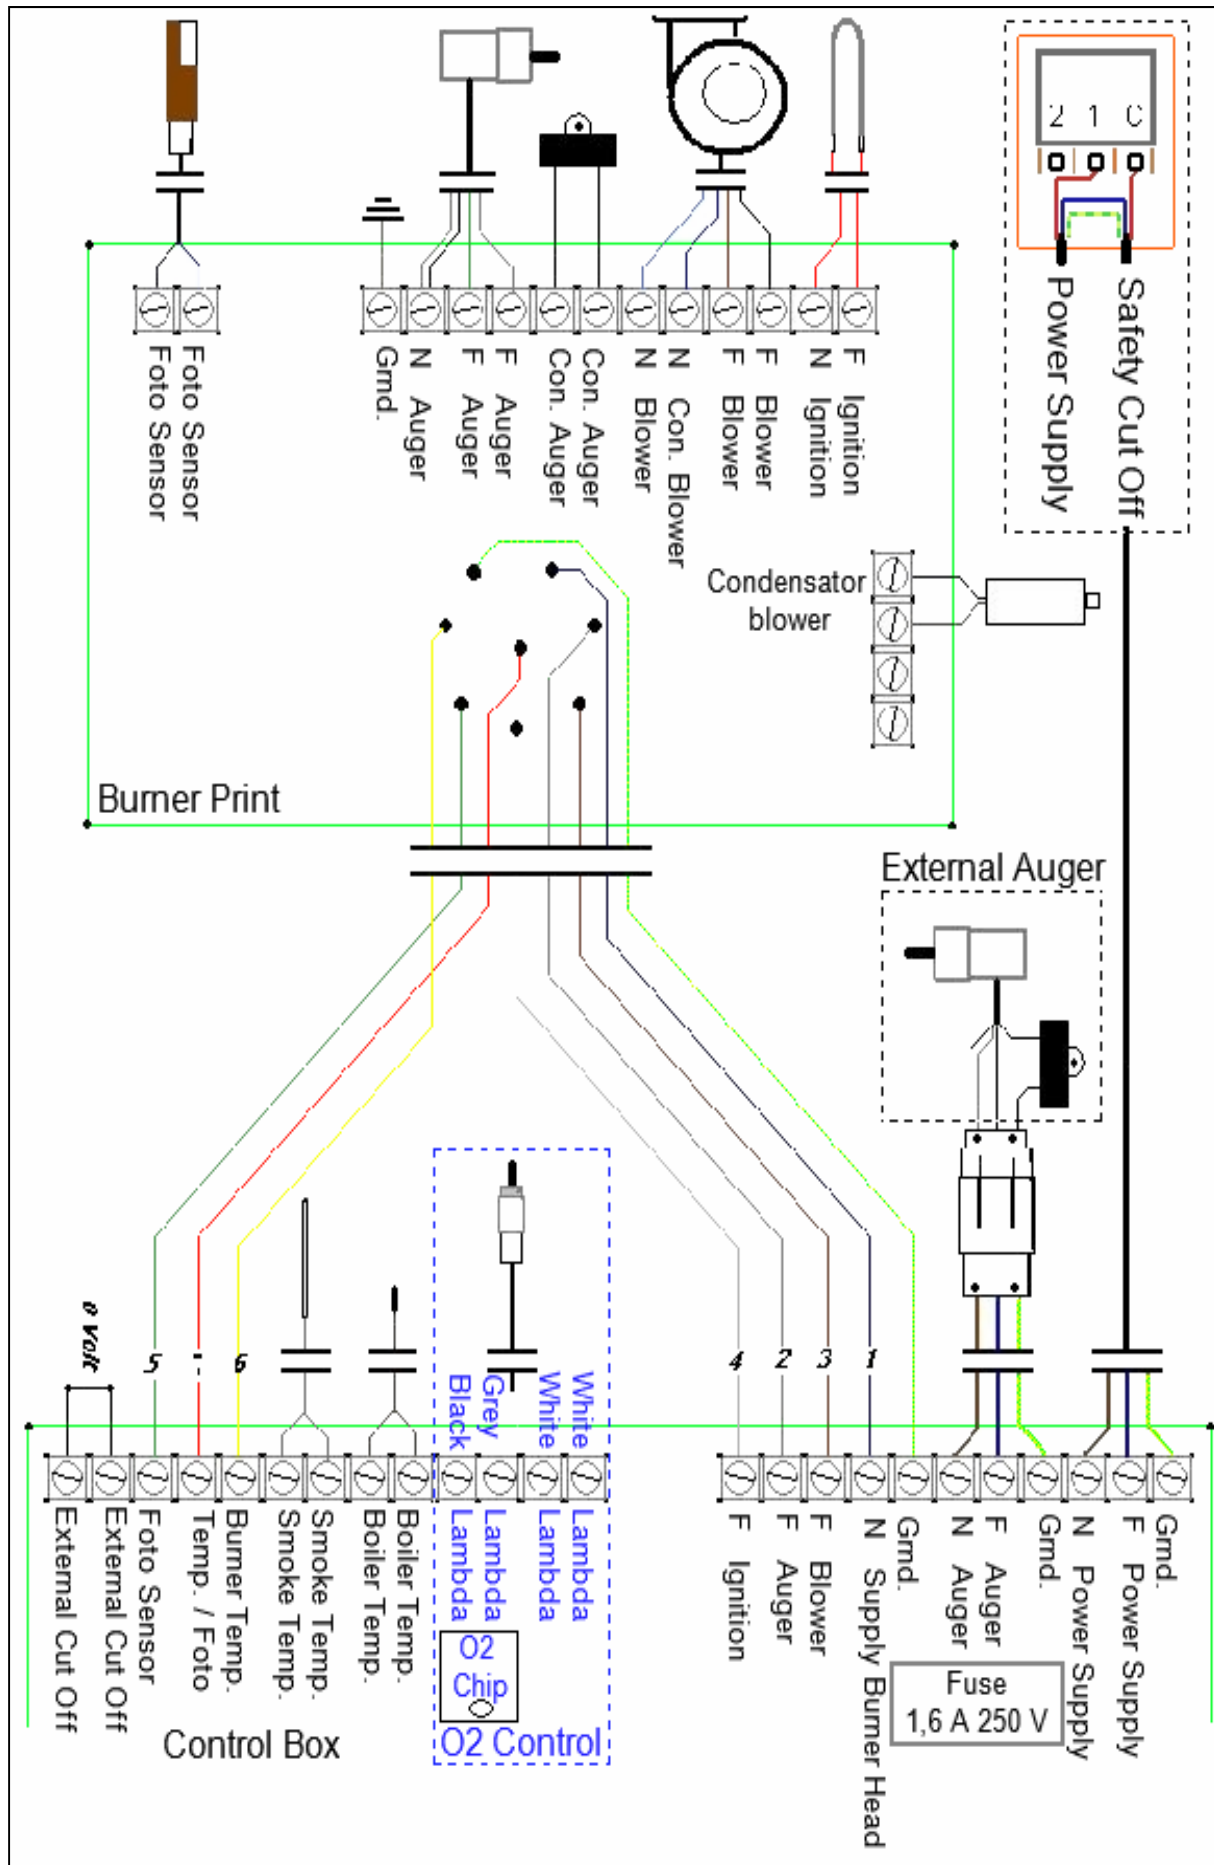 2 1 0
Power Supply
Safety Cut Off
Foto Sensor
Foto Sensor
Grnd.
N Auger
F Auger
F Auger
Con. Auger
Con. Auger
N Blower
N Con. Blower
F Blower
F Blower
N Ignition
F Ignition
Condensator
blower
Burner Print
External Auger
0 Volt
5
-
6
4
2
3
1
Black
Grey
White
White
External Cut Off
External Cut Off
Foto Sensor
Temp. / Foto
Burner Temp.
Smoke Temp.
Smoke Temp.
Boiler Temp.
Boiler Temp.
Lambda
Lambda
Lambda
Lambda
F Ignition
F Auger
F Blower
N Supply Burner Head
Grnd.
N Auger
F Auger
Grnd.
N Power Supply
F Power Supply
Grnd.
O2
Chip
O2 Control
Control Box
Fuse
1,6 A 250 V